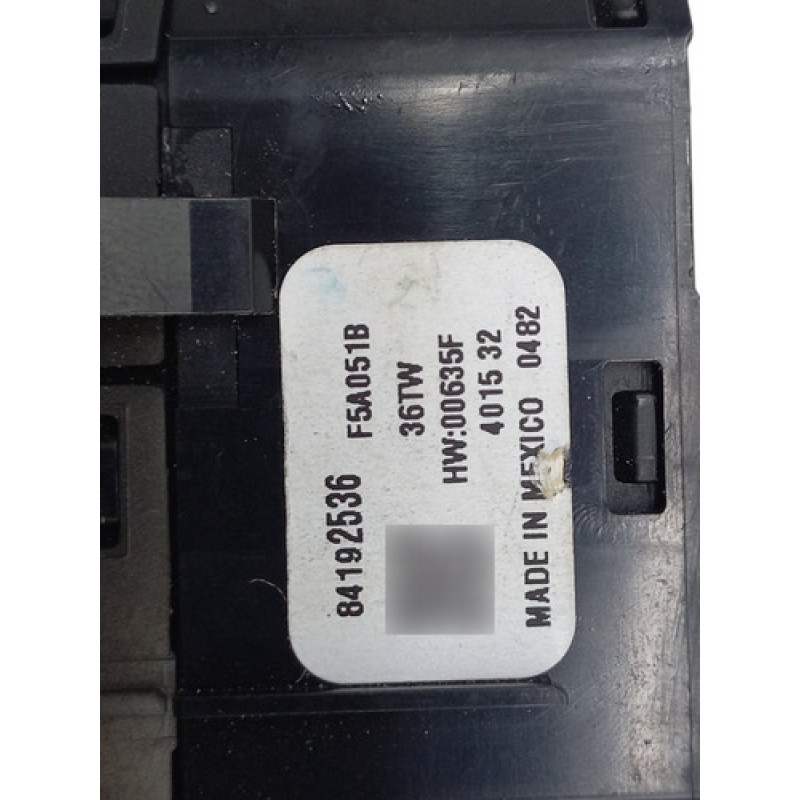 84192536 F5A051B
36TW
HW:00635F
4015 32
MADE IN MEXICO 0482